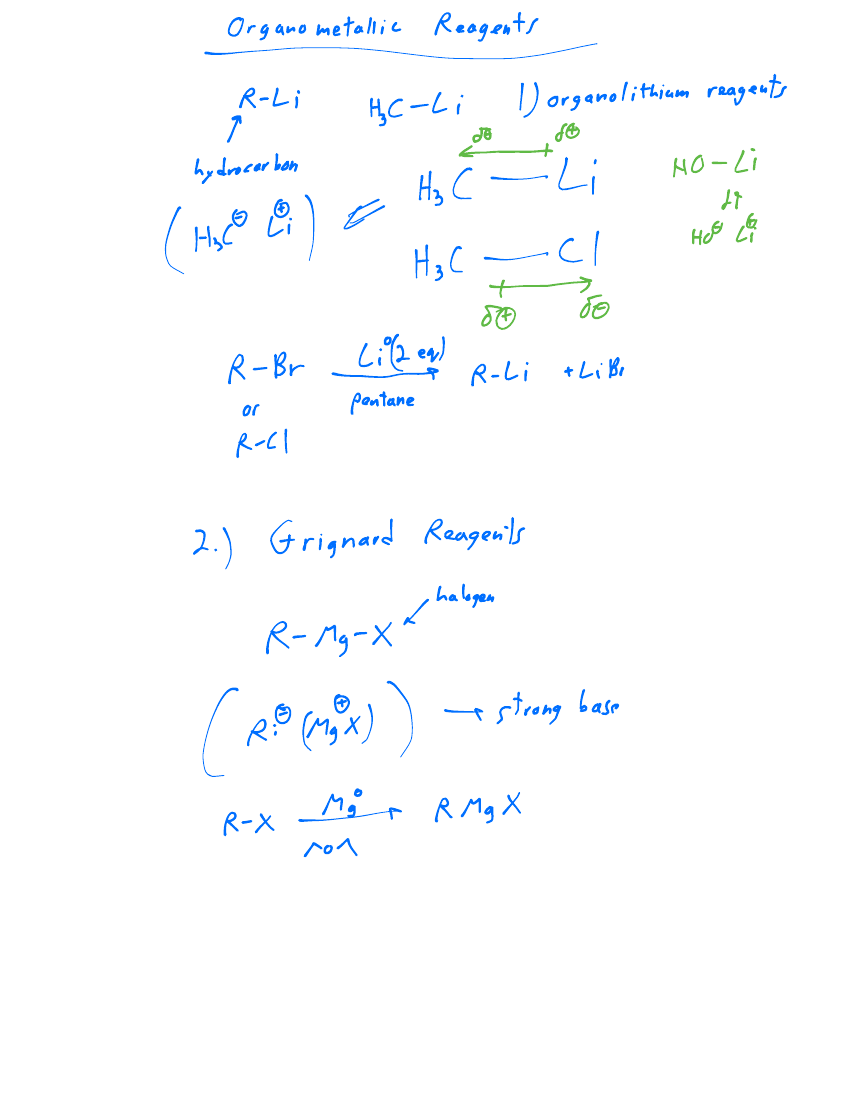 Organometallic Reagents
R-Li H₃C-Li 1) organolithium reagents
hydrocarbon
δ⊖ δ⊕
H₃C — Li
HO-Li
(H₃C⊖ Li⊕)
HO⊖ Li⊕
H₃C — Cl
δ⊕ δ⊖
R-Br Li⁰(2 eq) R-Li + LiBr
or pentane
R-Cl
2.) Grignard Reagents
halogen
R-Mg-X
(R:⊖ (MgX)⊕) → strong base
R-X Mg⁰ → RMgX
O